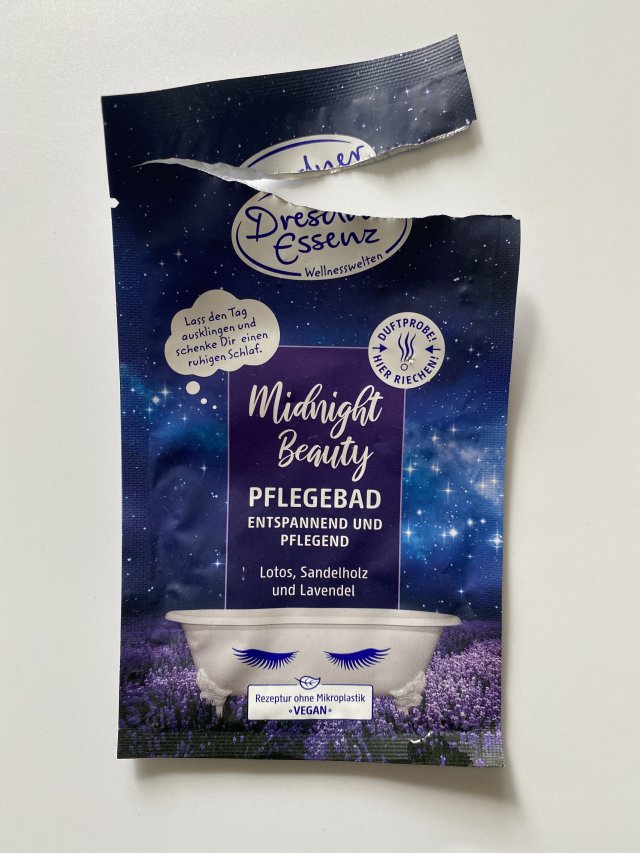 Dresdner
Essenz
Wellnesswelten
Lass den Tag
ausklingen und
schenke Dir einen
ruhigen Schlaf.
DUFTPROBE!
HIER RIECHEN!
Midnight
Beauty
PFLEGEBAD
ENTSPANNEND UND
PFLEGEND
Lotos, Sandelholz
und Lavendel
Rezeptur ohne Mikroplastik
•VEGAN•